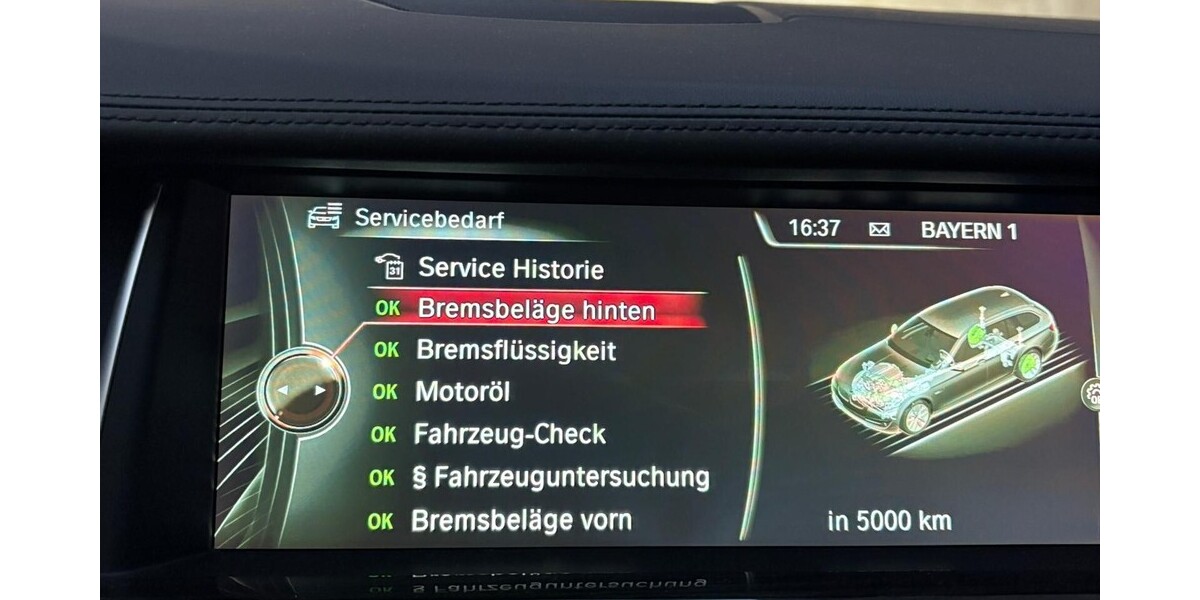 Servicebedarf
16:37 BAYERN 1
31 Service Historie
OK Bremsbeläge hinten
OK Bremsflüssigkeit
OK Motoröl
OK Fahrzeug-Check
OK § Fahrzeuguntersuchung
OK Bremsbeläge vorn
in 5000 km